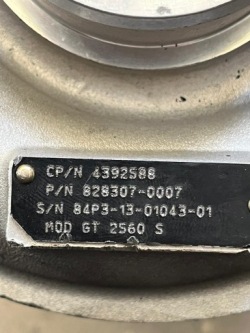 CP/N 4392588
P/N 828307-0007
S/N 84P3-13-01043-01
MOD GT 2560 S